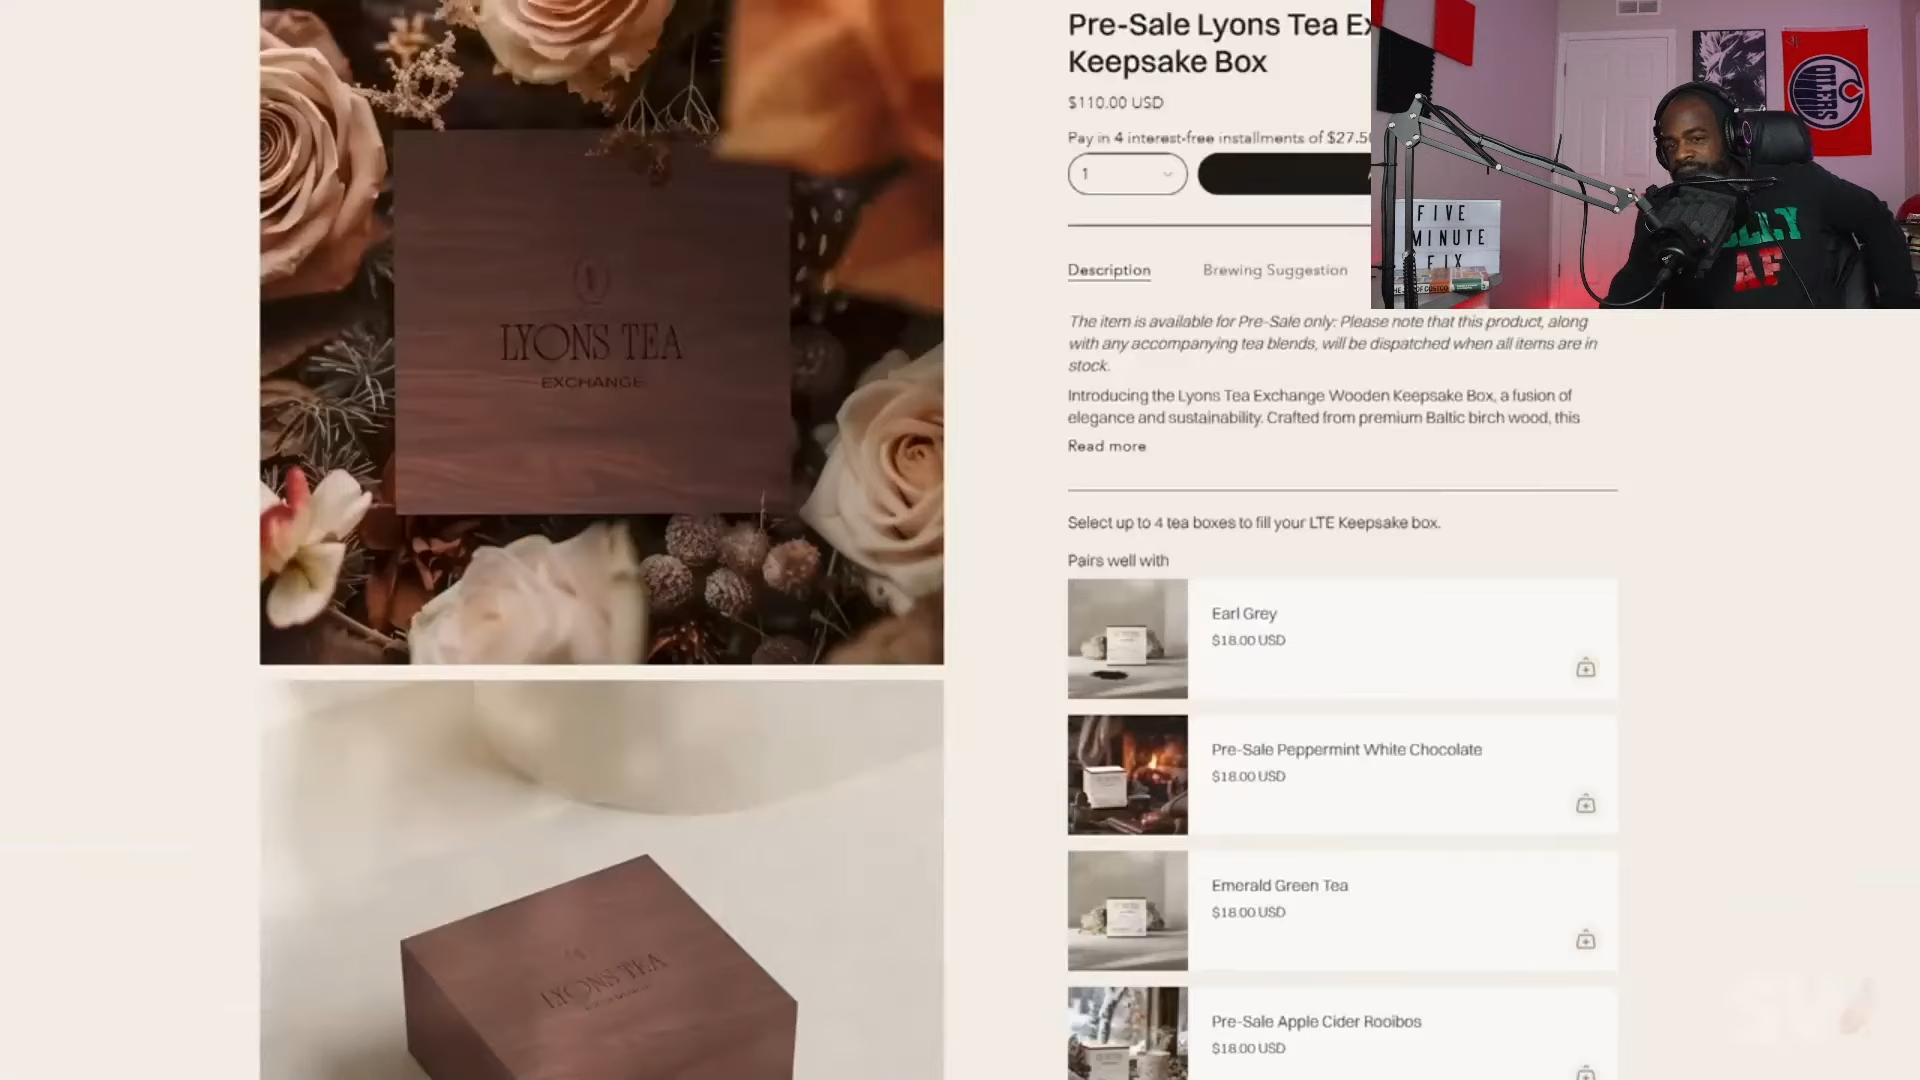 LYONS TEA
EXCHANGE
LYONS TEA
Pre-Sale Lyons Tea
Keepsake Box
$110.00 USD
Pay in 4 interest-free installments of
1
Description
Brewing Suggestion
The item is available for Pre-Sale only: Please note that this product, along
with any accompanying tea blends, will be dispatched when all items are in
stock.
Introducing the Lyons Tea Exchange Wooden Keepsake Box, a fusion of
elegance and sustainability. Crafted from premium Baltic birch wood, this
Read more
Select up to 4 tea boxes to fill your LTE Keepsake box.
Pairs well with
Earl Grey
$18.00 USD
Pre-Sale Peppermint White Chocolate
$18.00 USD
Emerald Green Tea
$18.00 USD
Pre-Sale Apple Cider Rooibos
$18.00 USD
FIVE
MINUTE
FIX
OILERS
AF